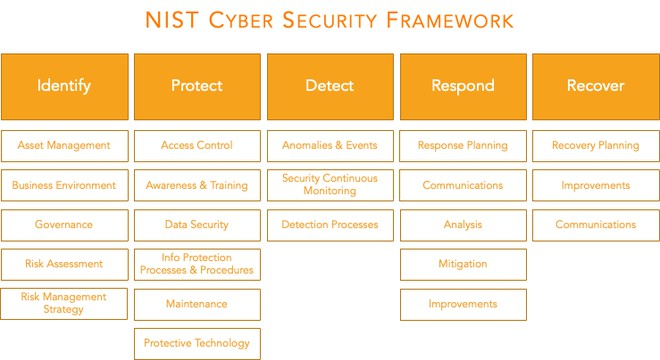 NIST CYBER SECURITY FRAMEWORK
Identify
Protect
Detect
Respond
Recover
Asset Management
Access Control
Anomalies & Events
Response Planning
Recovery Planning
Business Environment
Awareness & Training
Security Continuous
Monitoring
Communications
Improvements
Governance
Data Security
Detection Processes
Analysis
Communications
Risk Assessment
Info Protection
Processes & Procedures
Mitigation
Risk Management
Strategy
Maintenance
Improvements
Protective Technology